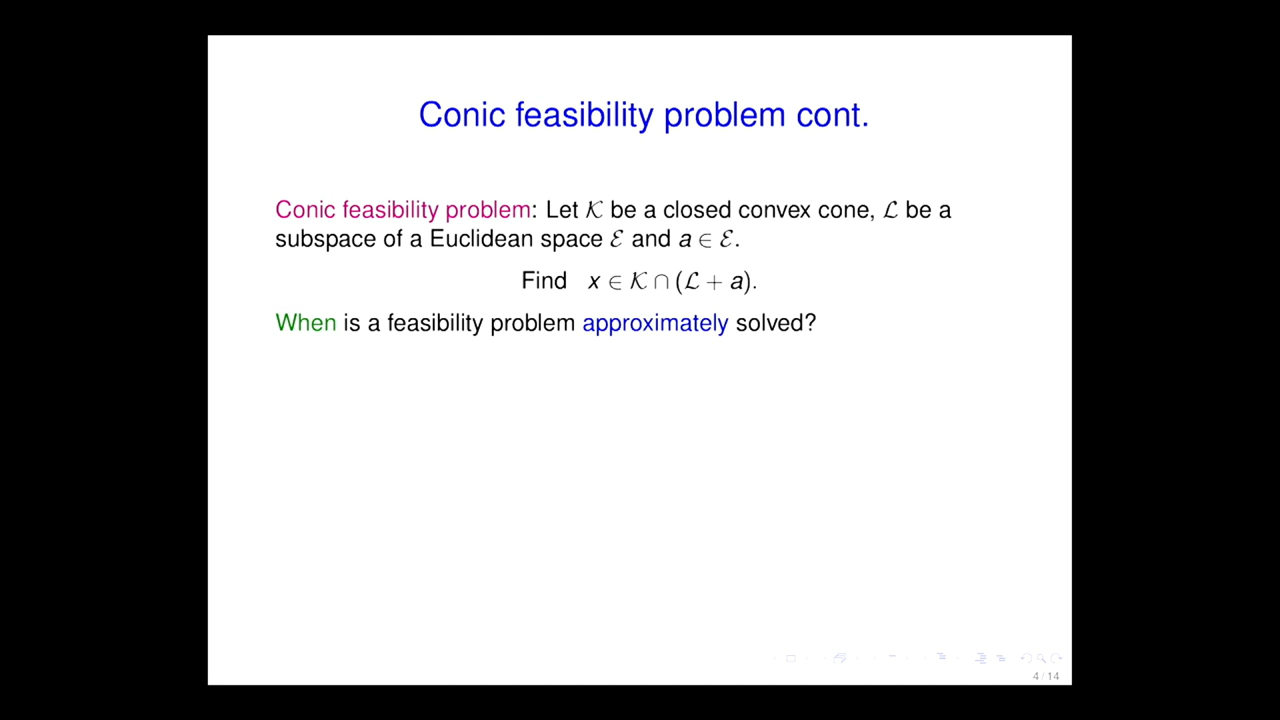 Conic feasibility problem cont.
Conic feasibility problem: Let 𝒦 be a closed convex cone, ℒ be a
subspace of a Euclidean space ℰ and a ∈ ℰ.
Find x ∈ 𝒦 ∩ (ℒ + a).
When is a feasibility problem approximately solved?
4 / 14